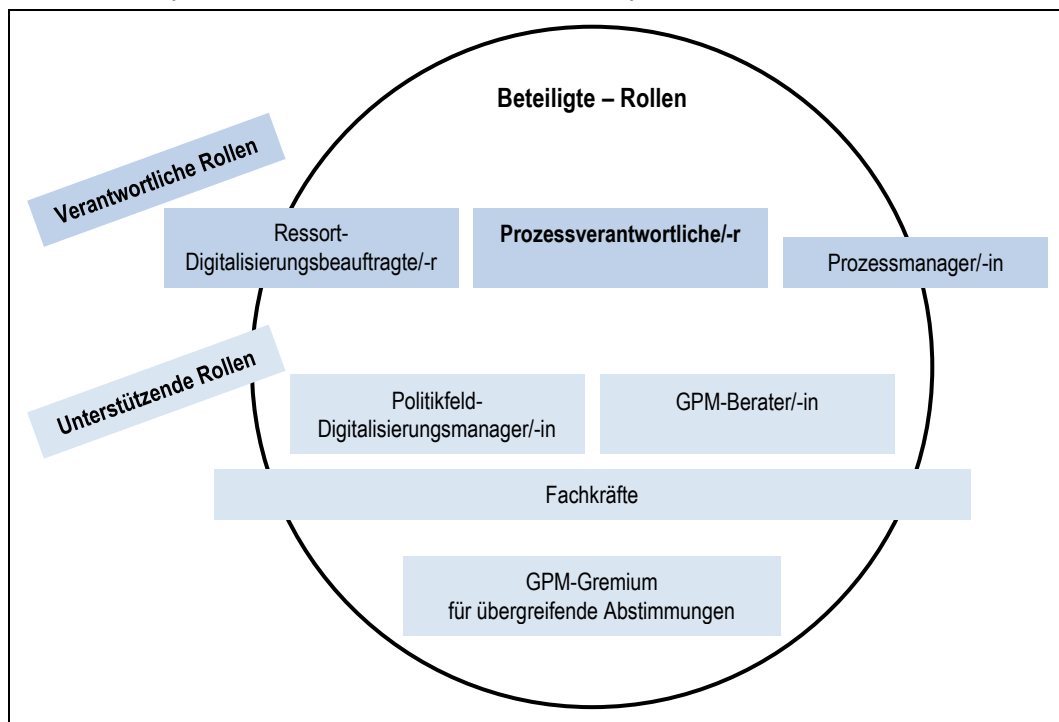 Beteiligte – Rollen
Verantwortliche Rollen
Ressort-
Digitalisierungsbeauftragte/-r
Prozessverantwortliche/-r
Prozessmanager/-in
Unterstützende Rollen
Politikfeld-
Digitalisierungsmanager/-in
GPM-Berater/-in
Fachkräfte
GPM-Gremium
für übergreifende Abstimmungen